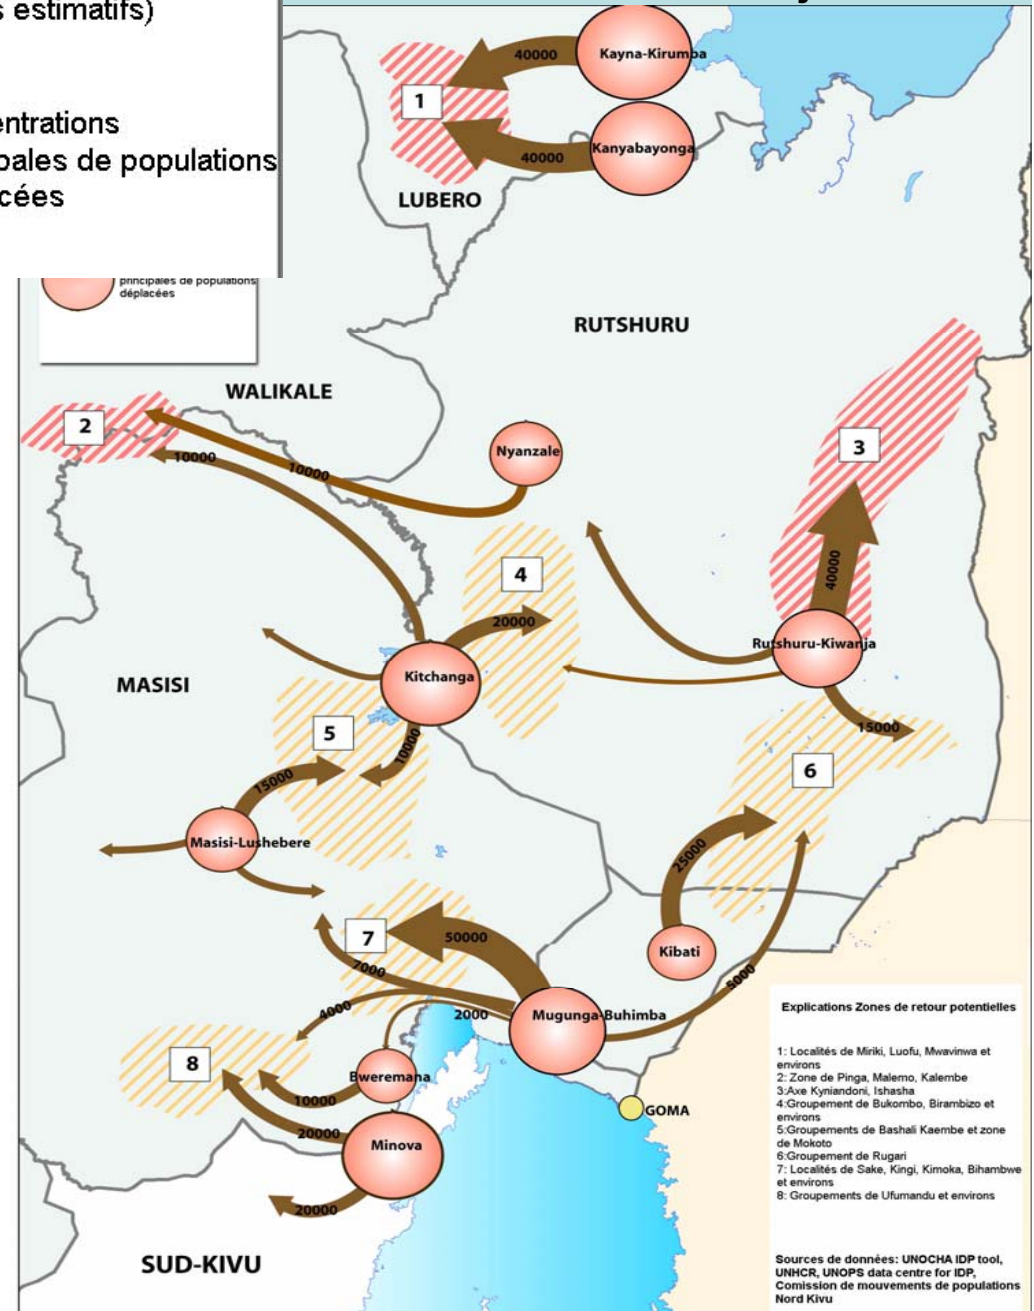 s estimatifs)
entrations
pales de populations
cées
principales de populations
déplacées
40000
Kayna-Kirumba
1
40000
Kanyabayonga
LUBERO
RUTSHURU
WALIKALE
2
10000
10000
Nyanzale
3
4
40000
20000
Rutshuru-Kiwanja
Kitchanga
MASISI
5
10000
15000
15000
6
Masisi-Lushebere
25000
7
50000
7000
Kibati
5000
4000
2000
Mugunga-Buhimba
8
Bweremana
10000
GOMA
20000
Minova
20000
SUD-KIVU
Explications Zones de retour potentielles
1: Localités de Miriki, Luofu, Mwavinwa et
environs
2: Zone de Pinga, Malemo, Kalembe
3:Axe Kyniandoni, Ishasha
4:Groupement de Bukombo, Birambizo et
environs
5:Groupements de Bashali Kaembe et zone
de Mokoto
6:Groupement de Rugari
7: Localités de Sake, Kingi, Kimoka, Bihambwe
et environs
8: Groupements de Ufumandu et environs
Sources de données: UNOCHA IDP tool,
UNHCR, UNOPS data centre for IDP,
Comission de mouvements de populations
Nord Kivu